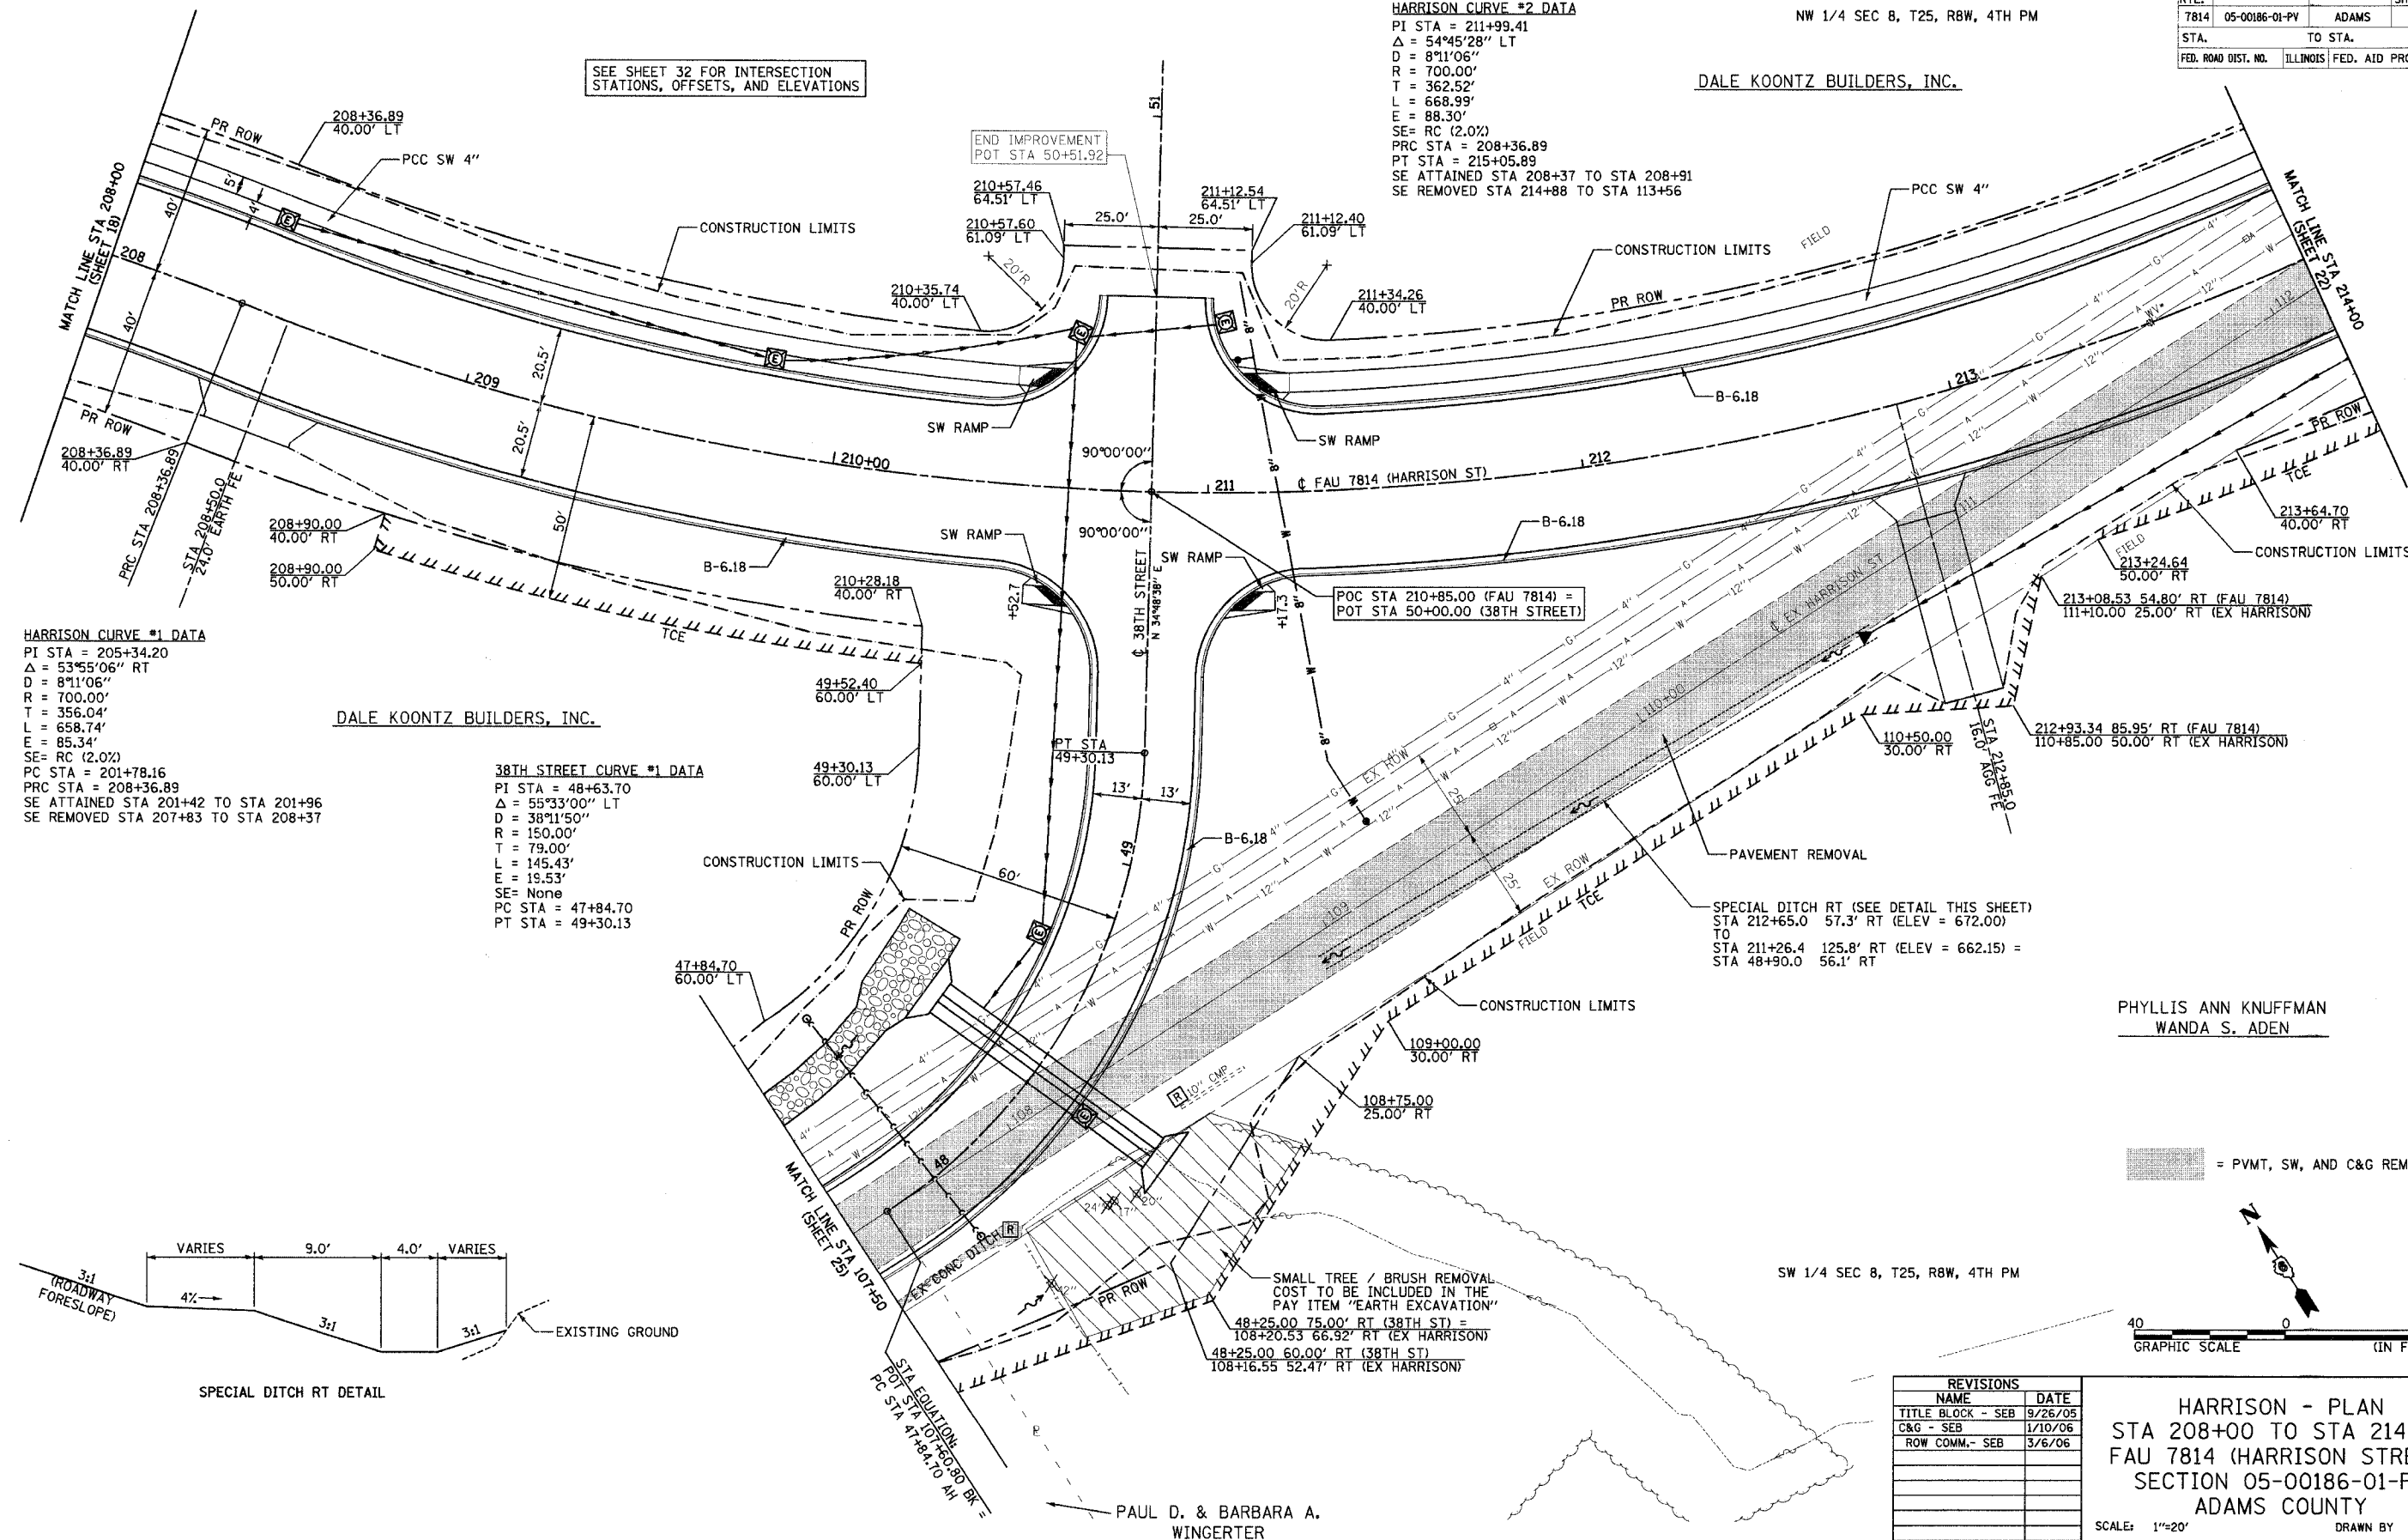 HARRISON CURVE #2 DATA
PI STA = 211+99.41
Δ = 54°45'28" LT
D = 8°11'06"
R = 700.00'
T = 362.52'
L = 668.99'
E = 88.30'
SE= RC (2.0%)
PRC STA = 208+36.89
PT STA = 215+05.89
SE ATTAINED STA 208+37 TO STA 208+91
SE REMOVED STA 214+88 TO STA 113+56
NW 1/4 SEC 8, T25, R8W, 4TH PM
RTE.
7814 05-00186-01-PV ADAMS
STA. TO STA.
FED. ROAD DIST. NO. ILLINOIS FED. AID
DALE KOONTZ BUILDERS, INC.
SEE SHEET 32 FOR INTERSECTION
STATIONS, OFFSETS, AND ELEVATIONS
PR ROW
208+36.89
40.00' LT
PCC SW 4"
MATCH LINE STA 208+00
(SHEET 18)
5'
4'
40'
40'
208
CONSTRUCTION LIMITS
END IMPROVEMENT
POT STA 50+51.92
51
210+57.46
64.51' LT
210+57.60
61.09' LT
25.0'
25.0'
211+12.54
64.51' LT
211+12.40
61.09' LT
20'R
20'R
210+35.74
40.00' LT
211+34.26
40.00' LT
CONSTRUCTION LIMITS
FIELD
PR ROW
PCC SW 4"
MATCH LINE STA 214+00
(SHEET 22)
E
E
E
E
8"
209
20.5'
20.5'
SW RAMP
SW RAMP
B-6.18
213
112
PR ROW
208+36.89
40.00' RT
PRC STA 208+36.89
STA 208+50.0
24.0' EARTH FE
208+90.00
40.00' RT
208+90.00
50.00' RT
50'
210+00
90°00'00"
90°00'00"
211
℄ FAU 7814 (HARRISON ST)
212
B-6.18
SW RAMP
SW RAMP
+52.7
+17.3
℄ 38TH STREET
N 34°48'38" E
POC STA 210+85.00 (FAU 7814) =
POT STA 50+00.00 (38TH STREET)
B-6.18
210+28.18
40.00' RT
TCE
49+52.40
60.00' LT
49+30.13
60.00' LT
PT STA
49+30.13
13'
13'
8"
W
8"
W
8"
W
℄ EX HARRISON ST
111
110+00
109
108
PR ROW
TCE
213+64.70
40.00' RT
CONSTRUCTION LIMITS
FIELD
213+24.64
50.00' RT
213+08.53 54.80' RT (FAU 7814)
111+10.00 25.00' RT (EX HARRISON)
212+93.34 85.95' RT (FAU 7814)
110+85.00 50.00' RT (EX HARRISON)
110+50.00
30.00' RT
STA 212+85.0
16.0' AGG FE
HARRISON CURVE #1 DATA
PI STA = 205+34.20
Δ = 53°55'06" RT
D = 8°11'06"
R = 700.00'
T = 356.04'
L = 658.74'
E = 85.34'
SE= RC (2.0%)
PC STA = 201+78.16
PRC STA = 208+36.89
SE ATTAINED STA 201+42 TO STA 201+96
SE REMOVED STA 207+83 TO STA 208+37
DALE KOONTZ BUILDERS, INC.
38TH STREET CURVE #1 DATA
PI STA = 48+63.70
Δ = 55°33'00" LT
D = 38°11'50"
R = 150.00'
T = 79.00'
L = 145.43'
E = 19.53'
SE= None
PC STA = 47+84.70
PT STA = 49+30.13
CONSTRUCTION LIMITS
60'
49
B-6.18
PR ROW
E
47+84.70
60.00' LT
EX ROW
25'
25'
EX ROW
TCE
FIELD
PAVEMENT REMOVAL
SPECIAL DITCH RT (SEE DETAIL THIS SHEET)
STA 212+65.0 57.3' RT (ELEV = 672.00)
TO
STA 211+26.4 125.8' RT (ELEV = 662.15) =
STA 48+90.0 56.1' RT
CONSTRUCTION LIMITS
109+00.00
30.00' RT
108+75.00
25.00' RT
R 10" CMP
E
48
MATCH LINE STA 107+50
(SHEET 25)
EX CONC DITCH R
24"
17"
20"
PR ROW
SMALL TREE / BRUSH REMOVAL
COST TO BE INCLUDED IN THE
PAY ITEM "EARTH EXCAVATION"
48+25.00 75.00' RT (38TH ST) =
108+20.53 66.92' RT (EX HARRISON)
48+25.00 60.00' RT (38TH ST)
108+16.55 52.47' RT (EX HARRISON)
STA EQUATION:
POT STA 107+60.80 BK =
PC STA 47+84.70 AH
PAUL D. & BARBARA A.
WINGERTER
PHYLLIS ANN KNUFFMAN
WANDA S. ADEN
= PVMT, SW, AND C&G
N
SW 1/4 SEC 8, T25, R8W, 4TH PM
40 0
GRAPHIC SCALE (IN
VARIES 9.0' 4.0' VARIES
3:1
(ROADWAY
FORESLOPE)
4%
3:1
3:1
EXISTING GROUND
SPECIAL DITCH RT DETAIL
REVISIONS
NAME DATE
TITLE BLOCK - SEB 9/26/05
C&G - SEB 1/10/06
ROW COMM.- SEB 3/6/06
HARRISON - PLAN
STA 208+00 TO STA 214
FAU 7814 (HARRISON
SECTION 05-00186-01-
ADAMS COUNTY
SCALE: 1"=20' DRAWN BY